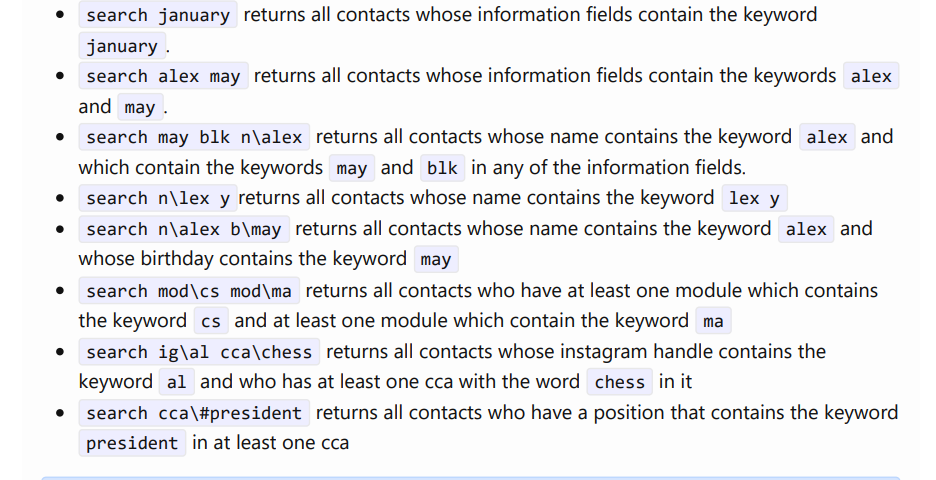 search january returns all contacts whose information fields contain the keyword
january .
search alex may returns all contacts whose information fields contain the keywords alex
and may .
search may blk n\alex returns all contacts whose name contains the keyword alex and
which contain the keywords may and blk in any of the information fields.
search n\lex y returns all contacts whose name contains the keyword lex y
search n\alex b\may returns all contacts whose name contains the keyword alex and
whose birthday contains the keyword may
search mod\cs mod\ma returns all contacts who have at least one module which contains
the keyword cs and at least one module which contain the keyword ma
search ig\al cca\chess returns all contacts whose instagram handle contains the
keyword al and who has at least one cca with the word chess in it
search cca\#president returns all contacts who have a position that contains the keyword
president in at least one cca